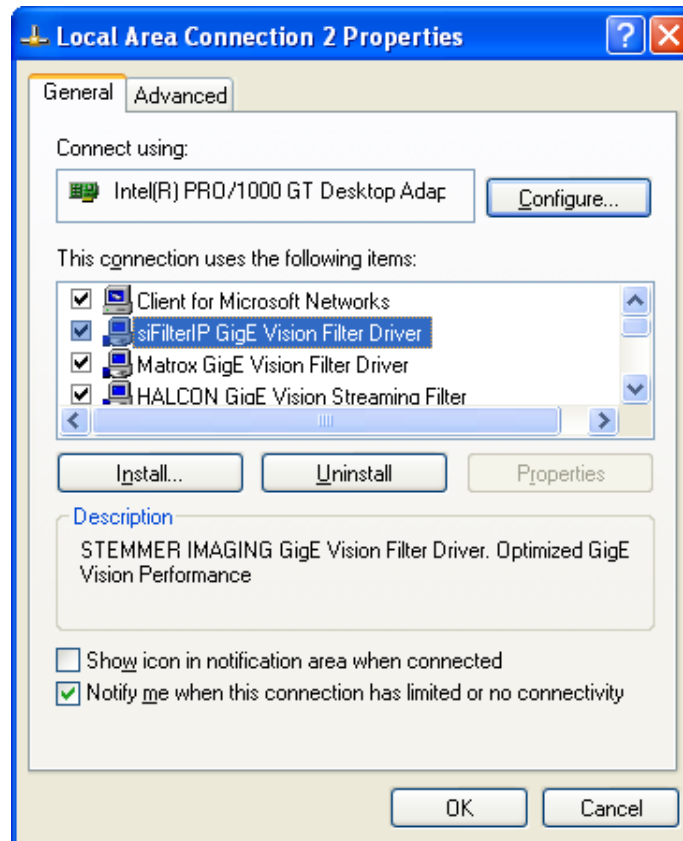 Local Area Connection 2 Properties
General
Advanced
Connect using:
Intel(R) PRO/1000 GT Desktop Adap
Configure...
This connection uses the following items:
Client for Microsoft Networks
siFilterIP GigE Vision Filter Driver
Matrox GigE Vision Filter Driver
HALCON GigE Vision Streaming Filter
Install...
Uninstall
Properties
Description
STEMMER IMAGING GigE Vision Filter Driver. Optimized GigE
Vision Performance
Show icon in notification area when connected
Notify me when this connection has limited or no connectivity
OK
Cancel